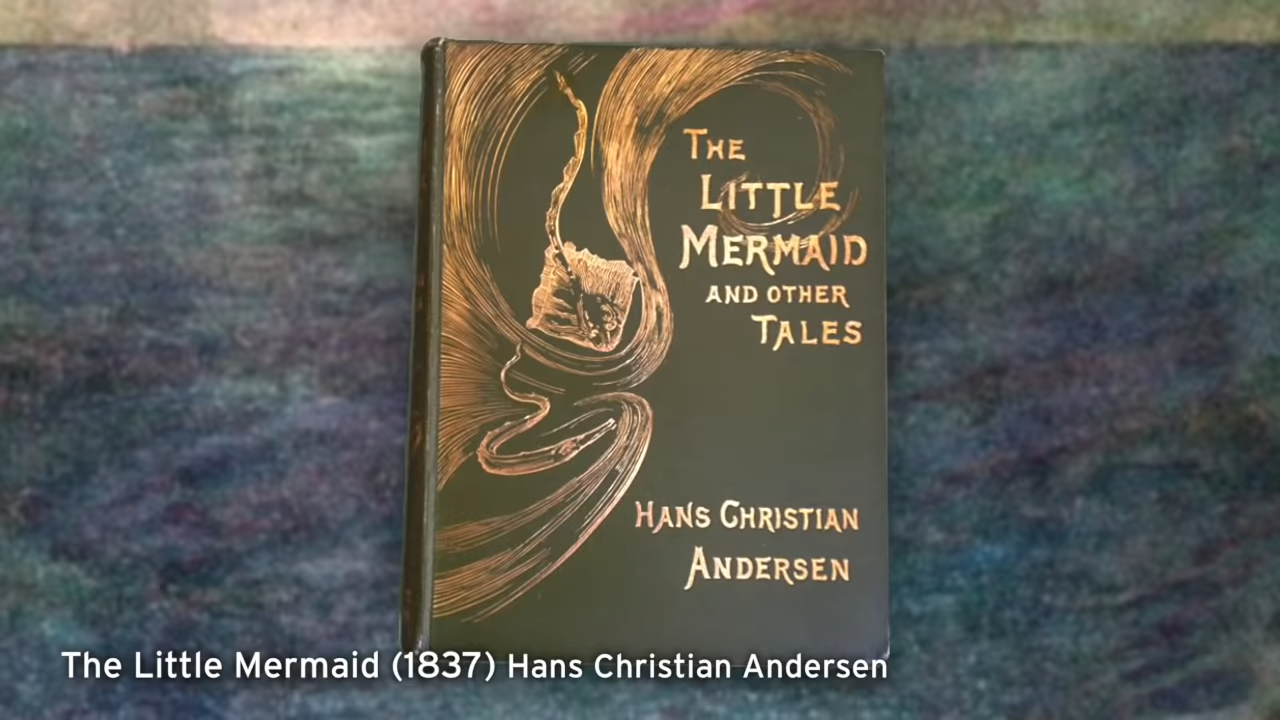 THE
LITTLE
MERMAID
AND OTHER
TALES
HANS CHRISTIAN
ANDERSEN
The Little Mermaid (1837) Hans Christian Andersen